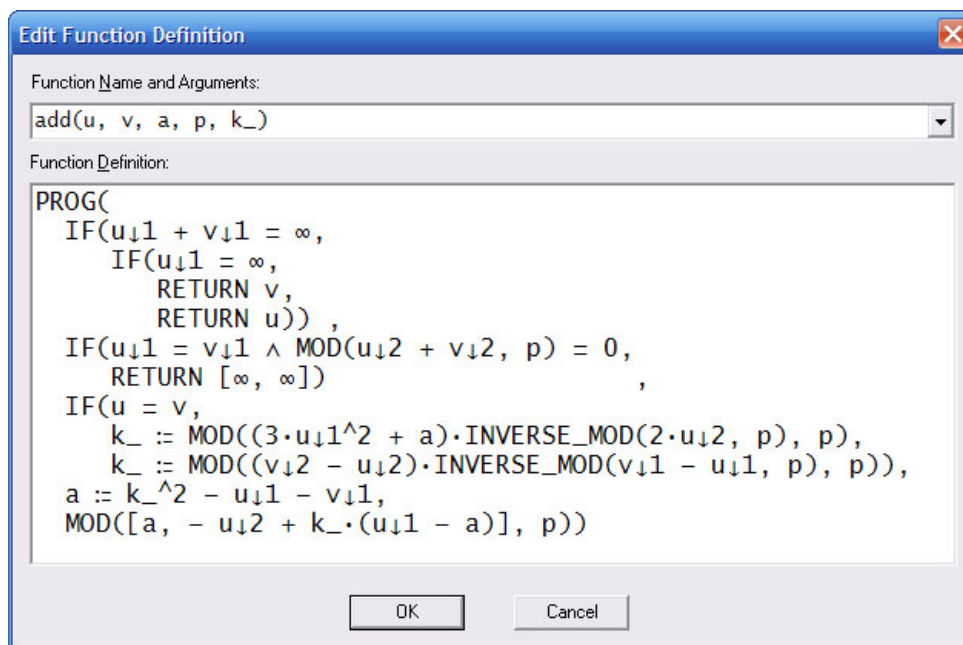 Edit Function Definition
Function Name and Arguments:
add(u, v, a, p, k_)
Function Definition:
PROG(
  IF(u↓1 + v↓1 = ∞,
     IF(u↓1 = ∞,
        RETURN v,
        RETURN u)) ,
  IF(u↓1 = v↓1 ∧ MOD(u↓2 + v↓2, p) = 0,
     RETURN [∞, ∞])                    ,
  IF(u = v,
     k_ ≔ MOD((3·u↓1^2 + a)·INVERSE_MOD(2·u↓2, p), p),
     k_ ≔ MOD((v↓2 − u↓2)·INVERSE_MOD(v↓1 − u↓1, p), p)),
  a ≔ k_^2 − u↓1 − v↓1,
  MOD([a, − u↓2 + k_·(u↓1 − a)], p))
OK Cancel